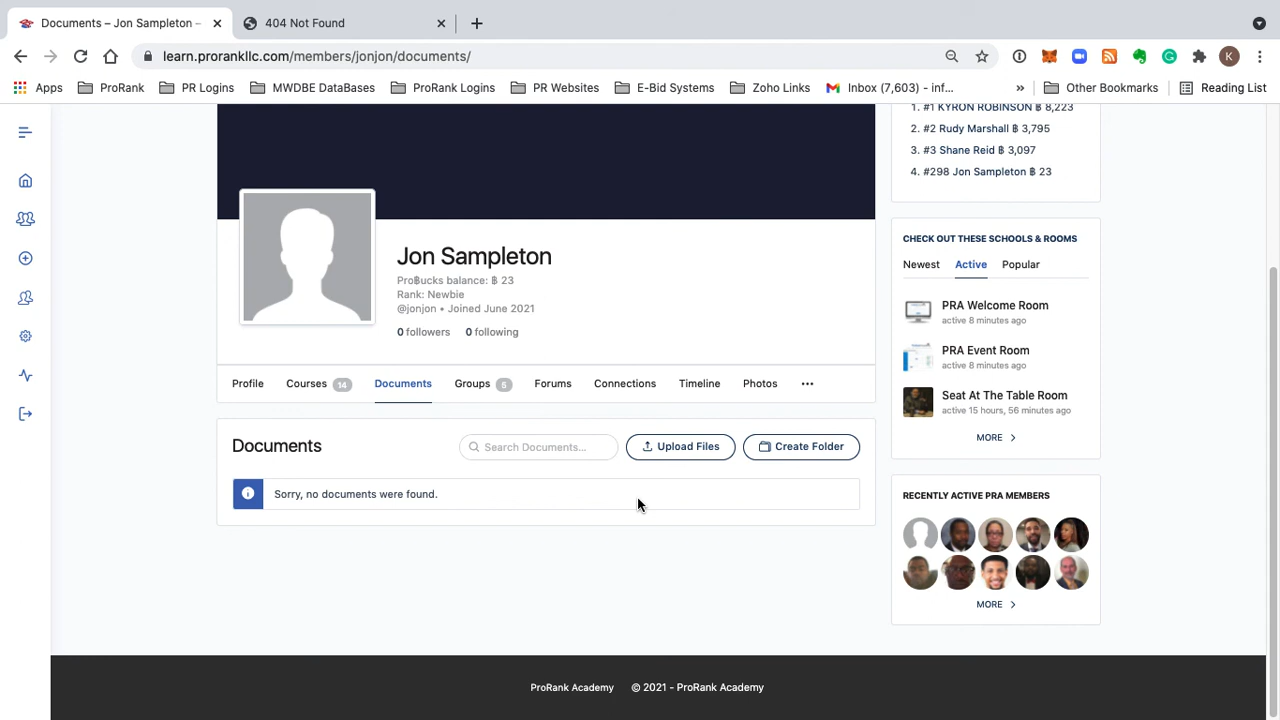 Documents – Jon Sampleton –
404 Not Found
learn.prorankllc.com/members/jonjon/documents/
K
Apps
ProRank
PR Logins
MWDBE DataBases
ProRank Logins
PR Websites
E-Bid Systems
Zoho Links
Inbox (7,603) - inf...
»
Other Bookmarks
Reading List
1. #1 KYRON ROBINSON ฿ 8,223
2. #2 Rudy Marshall ฿ 3,795
3. #3 Shane Reid ฿ 3,097
4. #298 Jon Sampleton ฿ 23
Jon Sampleton
Pro฿ucks balance: ฿ 23
Rank: Newbie
@jonjon • Joined June 2021
0 followers 0 following
CHECK OUT THESE SCHOOLS & ROOMS
Newest Active Popular
PRA Welcome Room
active 8 minutes ago
PRA Event Room
active 8 minutes ago
Seat At The Table Room
active 15 hours, 56 minutes ago
MORE
Profile Courses 14 Documents Groups 5 Forums Connections Timeline Photos
Documents
Search Documents...
Upload Files
Create Folder
Sorry, no documents were found.
RECENTLY ACTIVE PRA MEMBERS
MORE
ProRank Academy © 2021 - ProRank Academy